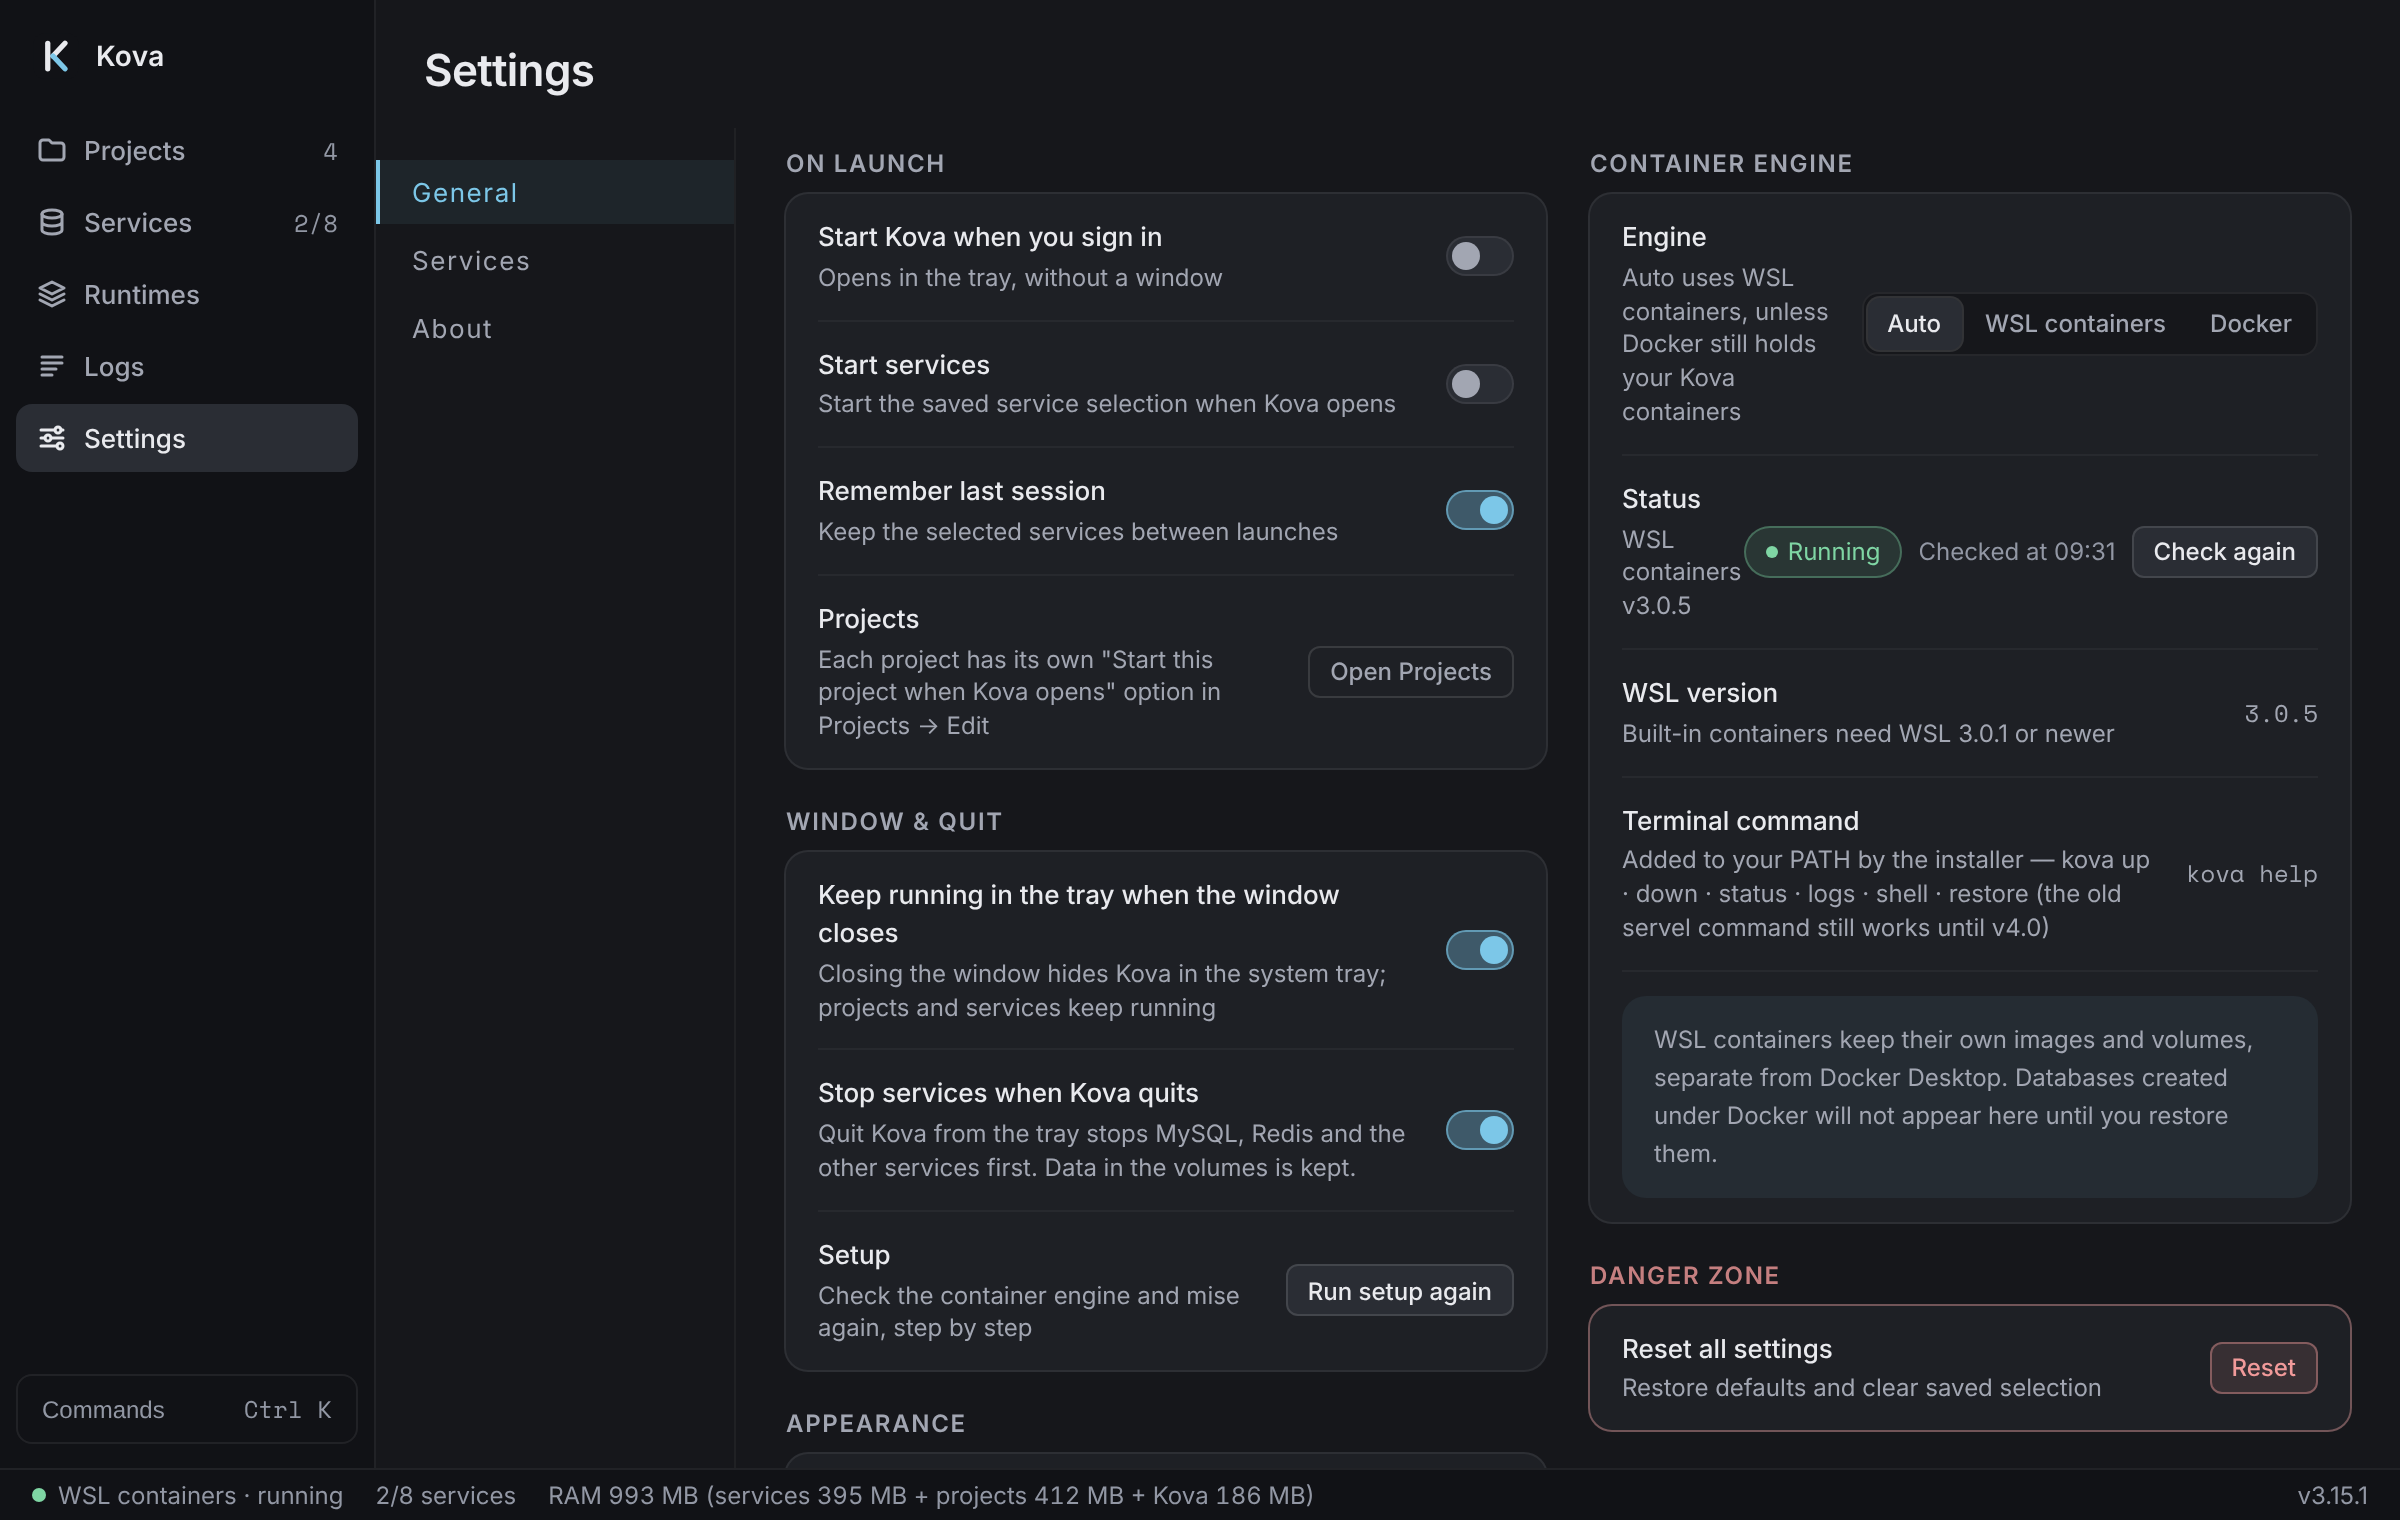 Kova
Projects 4
Services 2/8
Runtimes
Logs
Settings
Commands Ctrl K
Settings
General
Services
About
ON LAUNCH
Start Kova when you sign in
Opens in the tray, without a window
Start services
Start the saved service selection when Kova opens
Remember last session
Keep the selected services between launches
Projects
Each project has its own "Start this
project when Kova opens" option in
Projects → Edit
Open Projects
WINDOW & QUIT
Keep running in the tray when the window
closes
Closing the window hides Kova in the system tray;
projects and services keep running
Stop services when Kova quits
Quit Kova from the tray stops MySQL, Redis and the
other services first. Data in the volumes is kept.
Setup
Check the container engine and mise
again, step by step
Run setup again
APPEARANCE
CONTAINER ENGINE
Engine
Auto uses WSL
containers, unless
Docker still holds
your Kova
containers
Auto WSL containers Docker
Status
WSL
containers
v3.0.5
Running Checked at 09:31 Check again
WSL version
Built-in containers need WSL 3.0.1 or newer
3.0.5
Terminal command
Added to your PATH by the installer — kova up
· down · status · logs · shell · restore (the old
servel command still works until v4.0)
kova help
WSL containers keep their own images and volumes,
separate from Docker Desktop. Databases created
under Docker will not appear here until you restore
them.
DANGER ZONE
Reset all settings
Restore defaults and clear saved selection
Reset
WSL containers · running 2/8 services RAM 993 MB (services 395 MB + projects 412 MB + Kova 186 MB) v3.15.1